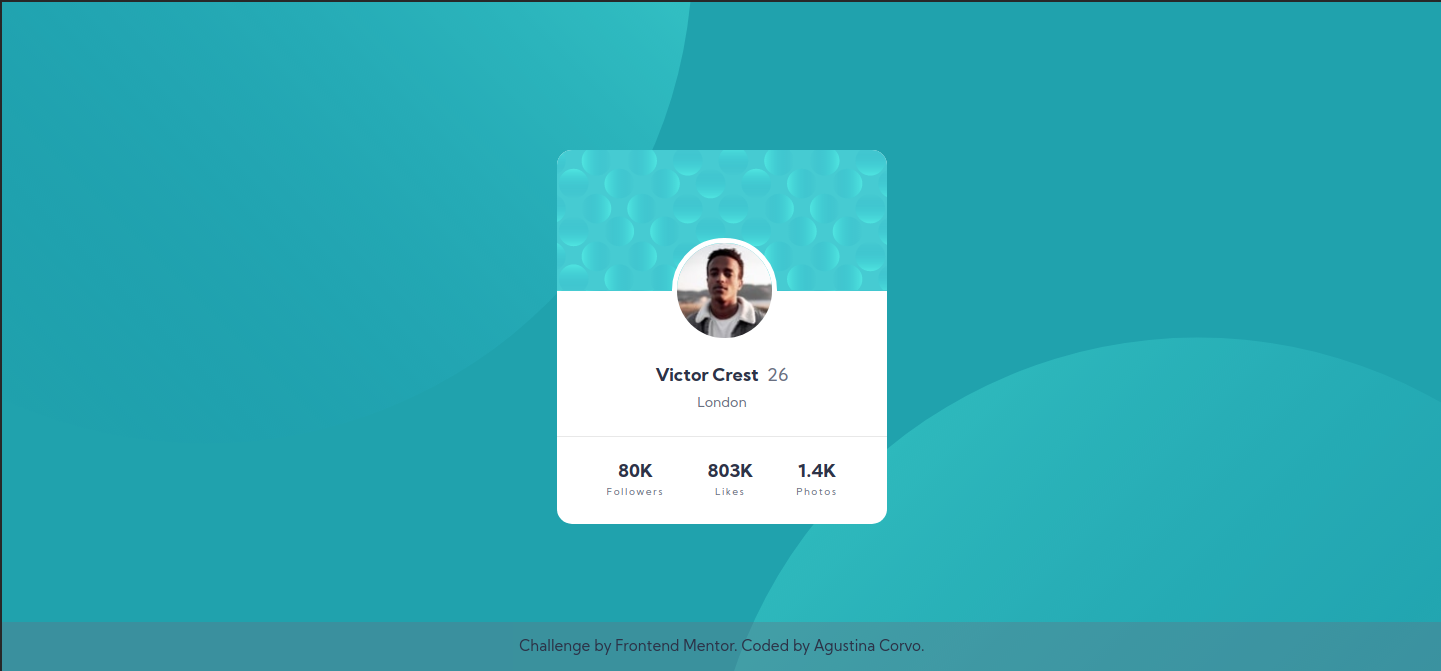 Victor Crest 26
London
80K 803K 1.4K
Followers Likes Photos
Challenge by Frontend Mentor. Coded by Agustina Corvo.